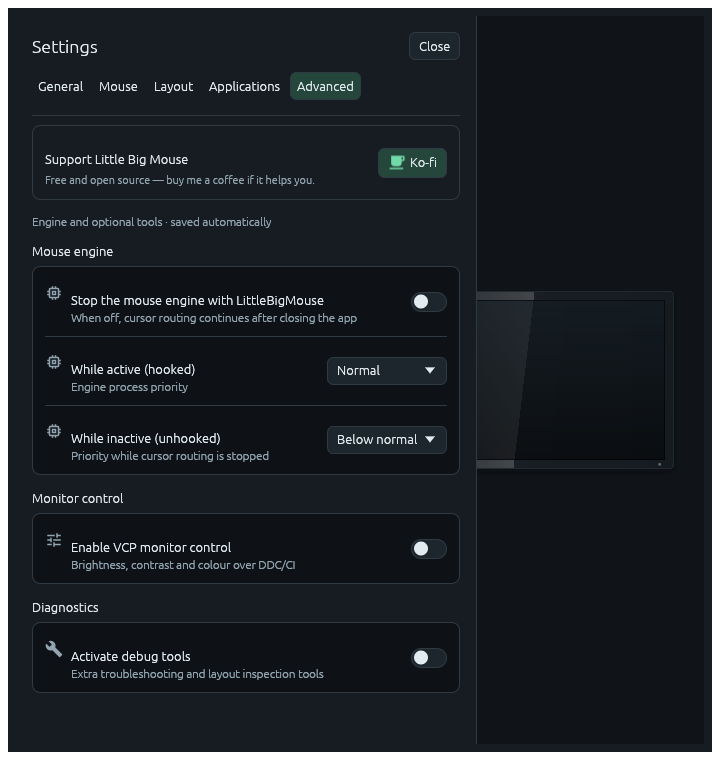 Settings
Close
General
Mouse
Layout
Applications
Advanced
Support Little Big Mouse
Free and open source — buy me a coffee if it helps you.
Ko-fi
Engine and optional tools · saved automatically
Mouse engine
Stop the mouse engine with LittleBigMouse
When off, cursor routing continues after closing the app
While active (hooked)
Engine process priority
Normal
While inactive (unhooked)
Priority while cursor routing is stopped
Below normal
Monitor control
Enable VCP monitor control
Brightness, contrast and colour over DDC/CI
Diagnostics
Activate debug tools
Extra troubleshooting and layout inspection tools